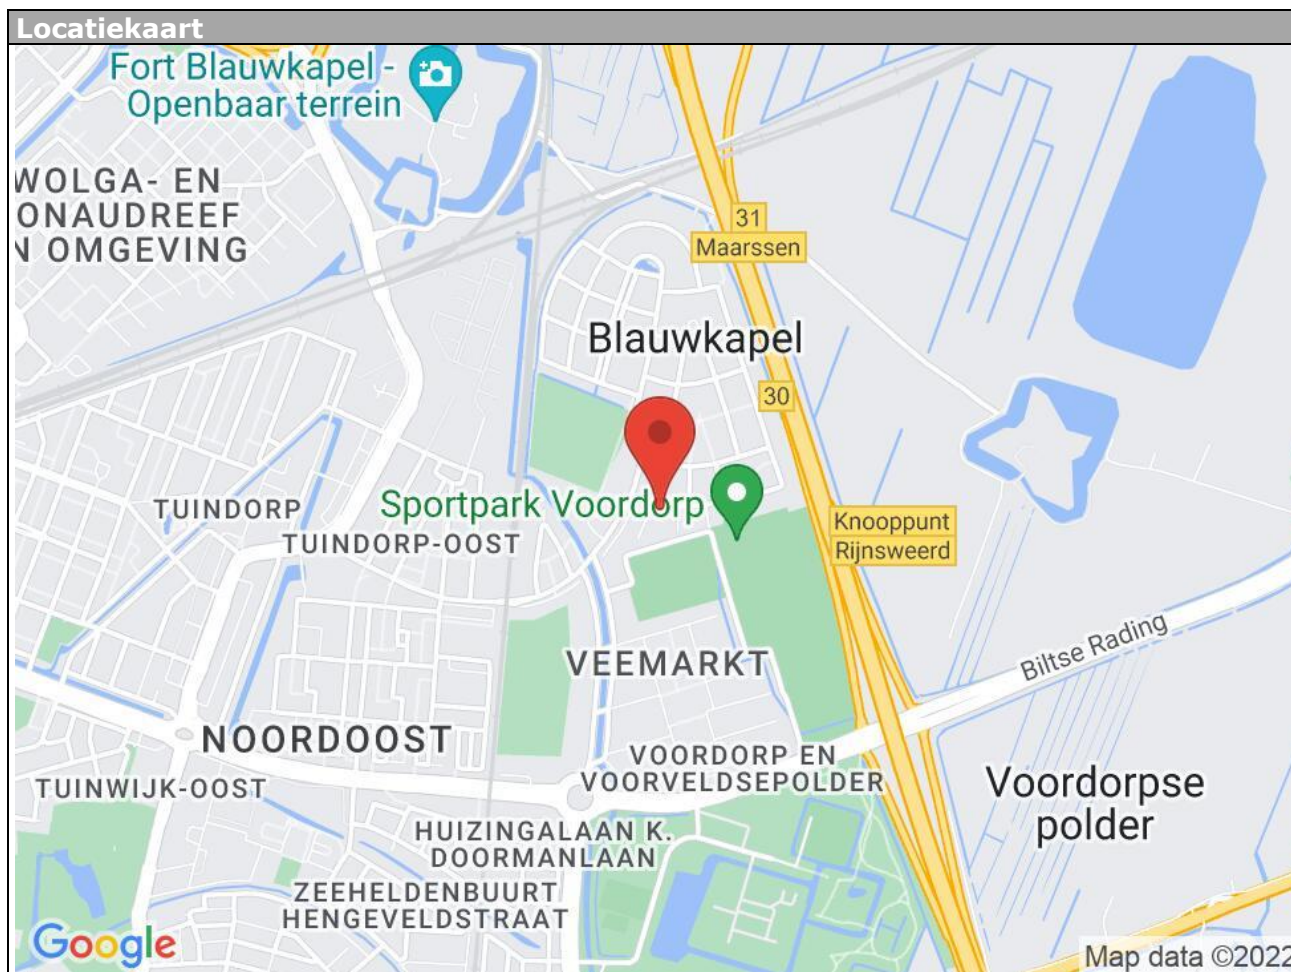 Locatiekaart
Fort Blauwkapel -
Openbaar terrein
WOLGA- EN
ONAUDREEF
N OMGEVING
31
Maarssen
Blauwkapel
30
Sportpark Voordorp
TUINDORP
TUINDORP-OOST
Knooppunt
Rijnsweerd
Biltse Rading
VEEMARKT
NOORDOOST
VOORDORP EN
VOORVELDSEPOLDER
TUINWIJK-OOST
Voordorpse
polder
HUIZINGALAAN K.
DOORMANLAAN
ZEEHELDENBUURT
HENGEVELDSTRAAT
Google
Map data ©2022